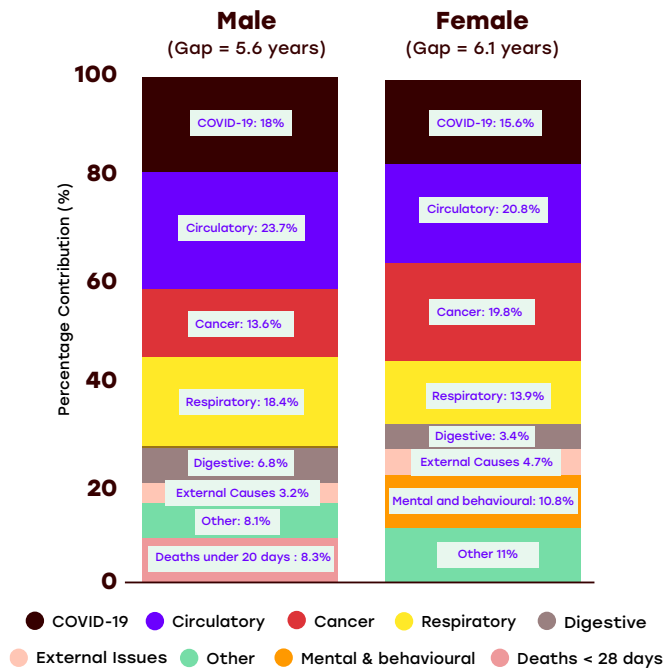 Male
(Gap = 5.6 years)
Female
(Gap = 6.1 years)
Percentage Contribution (%)
100
80
60
40
20
0
COVID-19: 18%
Circulatory: 23.7%
Cancer: 13.6%
Respiratory: 18.4%
Digestive: 6.8%
External Causes 3.2%
Other: 8.1%
Deaths under 20 days : 8.3%
COVID-19: 15.6%
Circulatory: 20.8%
Cancer: 19.8%
Respiratory: 13.9%
Digestive: 3.4%
External Causes 4.7%
Mental and behavioural: 10.8%
Other 11%
COVID-19 Circulatory Cancer Respiratory Digestive
External Issues Other Mental & behavioural Deaths < 28 days